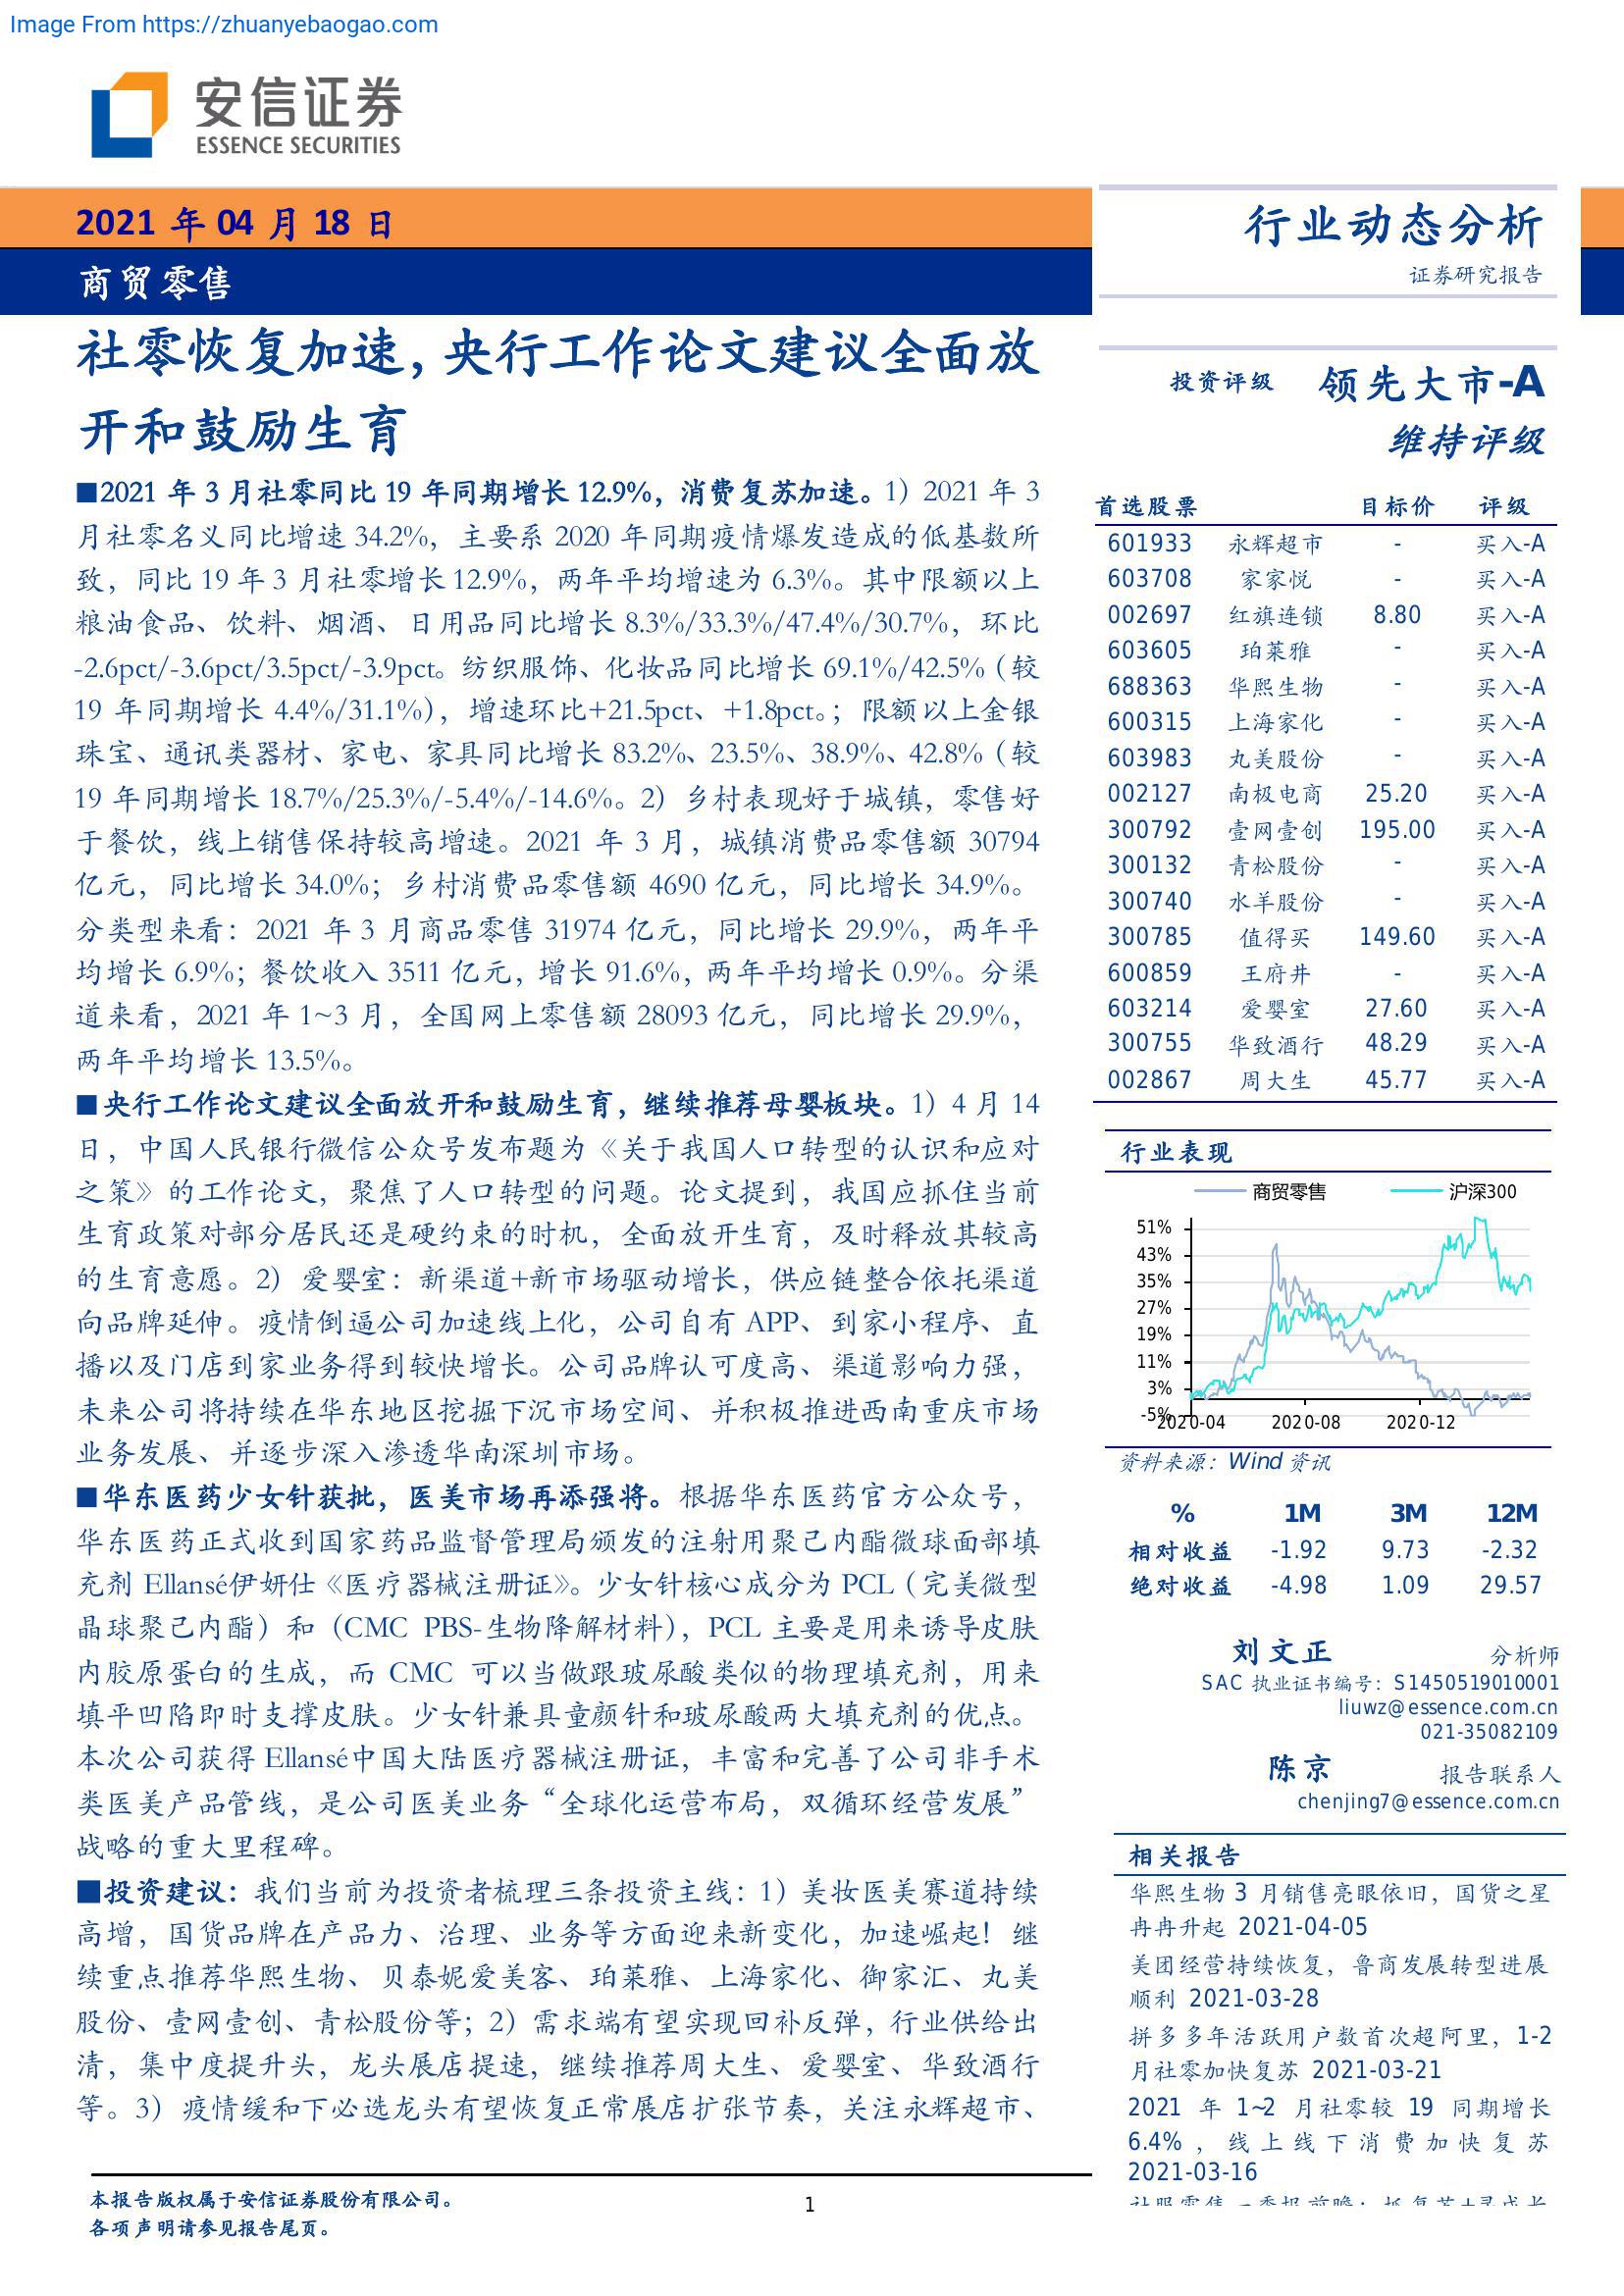 Image From https://zhuanyebaogao.com
安信证券
ESSENCE SECURITIES
2021 年 04 月 18 日
商贸零售
行业动态分析
证券研究报告
社零恢复加速，央行工作论文建议全面放
开和鼓励生育
■2021 年 3 月社零同比 19 年同期增长 12.9%，消费复苏加速。1）2021 年 3
月社零名义同比增速 34.2%，主要系 2020 年同期疫情爆发造成的低基数所
致，同比 19 年 3 月社零增长 12.9%，两年平均增速为 6.3%。其中限额以上
粮油食品、饮料、烟酒、日用品同比增长 8.3%/33.3%/47.4%/30.7%，环比
-2.6pct/-3.6pct/3.5pct/-3.9pct。纺织服饰、化妆品同比增长 69.1%/42.5%（较
19 年同期增长 4.4%/31.1%），增速环比+21.5pct、+1.8pct。；限额以上金银
珠宝、通讯类器材、家电、家具同比增长 83.2%、23.5%、38.9%、42.8%（较
19 年同期增长 18.7%/25.3%/-5.4%/-14.6%。2）乡村表现好于城镇，零售好
于餐饮，线上销售保持较高增速。2021 年 3 月，城镇消费品零售额 30794
亿元，同比增长 34.0%；乡村消费品零售额 4690 亿元，同比增长 34.9%。
分类型来看：2021 年 3 月商品零售 31974 亿元，同比增长 29.9%，两年平
均增长 6.9%；餐饮收入 3511 亿元，增长 91.6%，两年平均增长 0.9%。分渠
道来看，2021 年 1~3 月，全国网上零售额 28093 亿元，同比增长 29.9%，
两年平均增长 13.5%。
■央行工作论文建议全面放开和鼓励生育，继续推荐母婴板块。1）4 月 14
日，中国人民银行微信公众号发布题为《关于我国人口转型的认识和应对
之策》的工作论文，聚焦了人口转型的问题。论文提到，我国应抓住当前
生育政策对部分居民还是硬约束的时机，全面放开生育，及时释放其较高
的生育意愿。2）爱婴室：新渠道+新市场驱动增长，供应链整合依托渠道
向品牌延伸。疫情倒逼公司加速线上化，公司自有 APP、到家小程序、直
播以及门店到家业务得到较快增长。公司品牌认可度高、渠道影响力强，
未来公司将持续在华东地区挖掘下沉市场空间、并积极推进西南重庆市场
业务发展、并逐步深入渗透华南深圳市场。
■华东医药少女针获批，医美市场再添强将。根据华东医药官方公众号，
华东医药正式收到国家药品监督管理局颁发的注射用聚己内酯微球面部填
充剂 Ellansé伊妍仕《医疗器械注册证》。少女针核心成分为 PCL（完美微型
晶球聚己内酯）和（CMC PBS-生物降解材料），PCL 主要是用来诱导皮肤
内胶原蛋白的生成，而 CMC 可以当做跟玻尿酸类似的物理填充剂，用来
填平凹陷即时支撑皮肤。少女针兼具童颜针和玻尿酸两大填充剂的优点。
本次公司获得 Ellansé中国大陆医疗器械注册证，丰富和完善了公司非手术
类医美产品管线，是公司医美业务“全球化运营布局，双循环经营发展”
战略的重大里程碑。
■投资建议：我们当前为投资者梳理三条投资主线：1）美妆医美赛道持续
高增，国货品牌在产品力、治理、业务等方面迎来新变化，加速崛起！继
续重点推荐华熙生物、贝泰妮爱美客、珀莱雅、上海家化、御家汇、丸美
股份、壹网壹创、青松股份等；2）需求端有望实现回补反弹，行业供给出
清，集中度提升头，龙头展店提速，继续推荐周大生、爱婴室、华致酒行
等。3）疫情缓和下必选龙头有望恢复正常展店扩张节奏，关注永辉超市、
投资评级 领先大市-A
维持评级
首选股票 目标价 评级
601933 永辉超市 - 买入-A
603708 家家悦 - 买入-A
002697 红旗连锁 8.80 买入-A
603605 珀莱雅 - 买入-A
688363 华熙生物 - 买入-A
600315 上海家化 - 买入-A
603983 丸美股份 - 买入-A
002127 南极电商 25.20 买入-A
300792 壹网壹创 195.00 买入-A
300132 青松股份 - 买入-A
300740 水羊股份 - 买入-A
300785 值得买 149.60 买入-A
600859 王府井 - 买入-A
603214 爱婴室 27.60 买入-A
300755 华致酒行 48.29 买入-A
002867 周大生 45.77 买入-A
行业表现
商贸零售 沪深300
51%
43%
35%
27%
19%
11%
3%
-5%
2020-04 2020-08 2020-12
资料来源：Wind 资讯
% 1M 3M 12M
相对收益 -1.92 9.73 -2.32
绝对收益 -4.98 1.09 29.57
刘文正 分析师
SAC 执业证书编号：S1450519010001
liuwz@essence.com.cn
021-35082109
陈京 报告联系人
chenjing7@essence.com.cn
相关报告
华熙生物 3 月销售亮眼依旧，国货之星
冉冉升起 2021-04-05
美团经营持续恢复，鲁商发展转型进展
顺利 2021-03-28
拼多多年活跃用户数首次超阿里，1-2
月社零加快复苏 2021-03-21
2021 年 1~2 月社零较 19 同期增长
6.4%，线上线下消费加快复苏
2021-03-16
本报告版权属于安信证券股份有限公司。
各项声明请参见报告尾页。
1